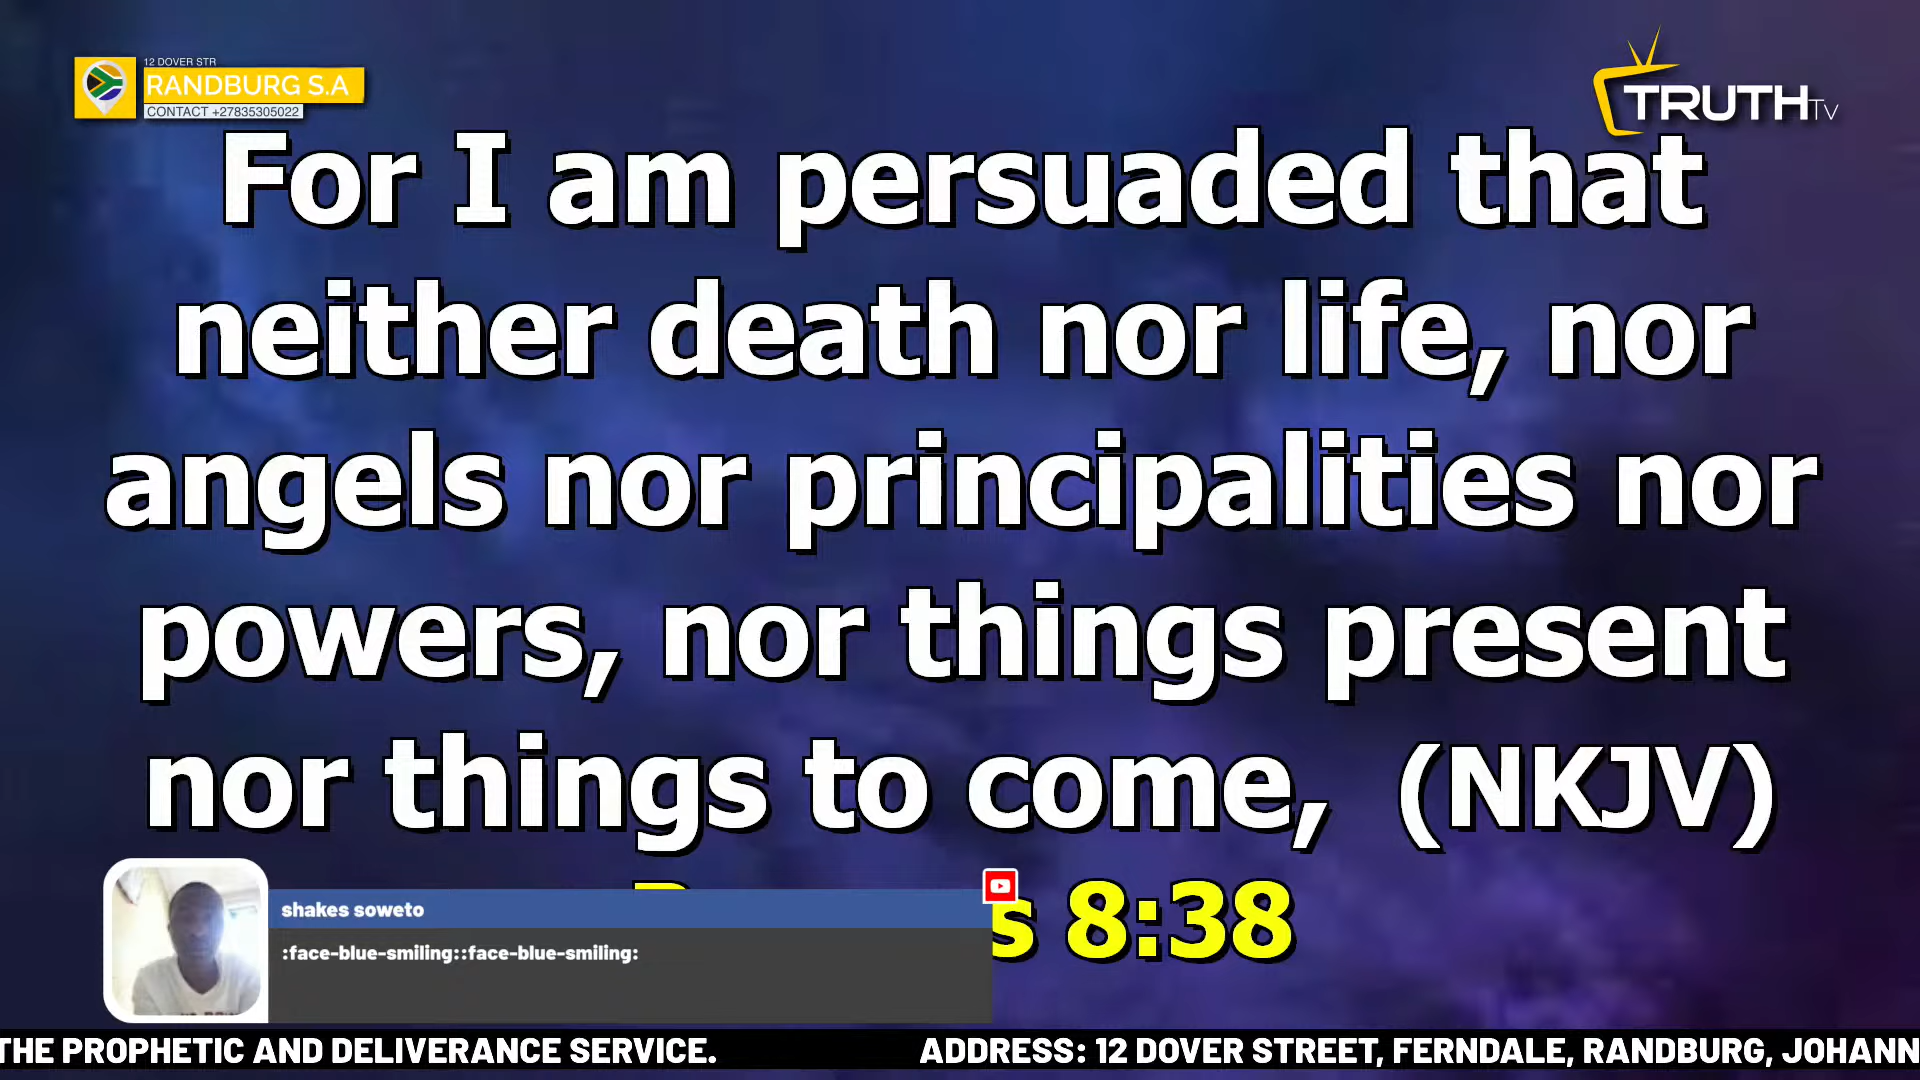 12 DOVER STR
RANDBURG S.A
CONTACT +27835305022
TRUTH TV
For I am persuaded that
neither death nor life, nor
angels nor principalities nor
powers, nor things present
nor things to come, (NKJV)
s 8:38
shakes soweto
:face-blue-smiling::face-blue-smiling:
THE PROPHETIC AND DELIVERANCE SERVICE. ADDRESS: 12 DOVER STREET, FERNDALE, RANDBURG, JOHANN